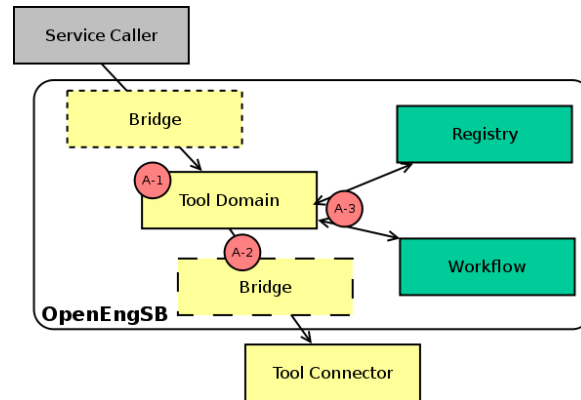 Service Caller
Bridge
Registry
A-1
Tool Domain
A-3
A-2
Workflow
Bridge
OpenEngSB
Tool Connector